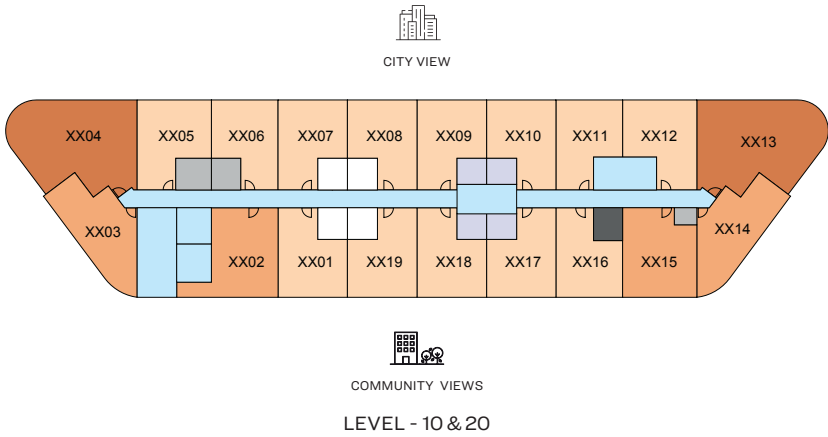 CITY VIEW
XX04
XX05
XX06
XX07
XX08
XX09
XX10
XX11
XX12
XX13
XX03
XX02
XX01
XX19
XX18
XX17
XX16
XX15
XX14
COMMUNITY VIEWS
LEVEL - 10 & 20